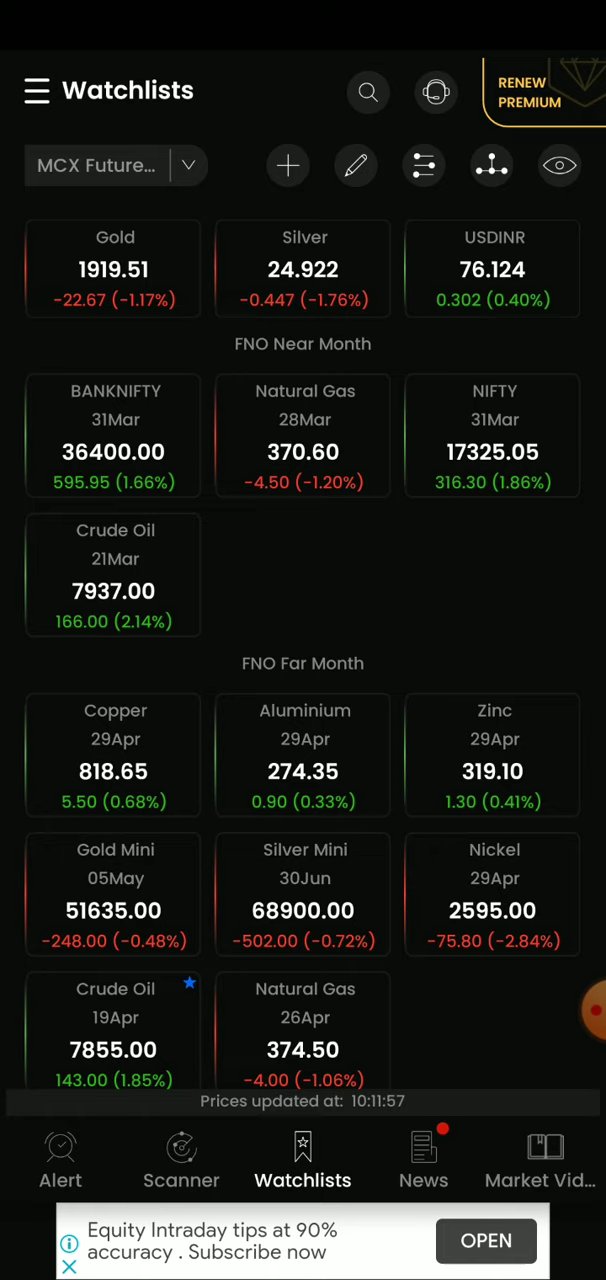 Watchlists
RENEW
PREMIUM
MCX Future...
Gold
1919.51
-22.67 (-1.17%)
Silver
24.922
-0.447 (-1.76%)
USDINR
76.124
0.302 (0.40%)
FNO Near Month
BANKNIFTY
31Mar
36400.00
595.95 (1.66%)
Natural Gas
28Mar
370.60
-4.50 (-1.20%)
NIFTY
31Mar
17325.05
316.30 (1.86%)
Crude Oil
21Mar
7937.00
166.00 (2.14%)
FNO Far Month
Copper
29Apr
818.65
5.50 (0.68%)
Aluminium
29Apr
274.35
0.90 (0.33%)
Zinc
29Apr
319.10
1.30 (0.41%)
Gold Mini
05May
51635.00
-248.00 (-0.48%)
Silver Mini
30Jun
68900.00
-502.00 (-0.72%)
Nickel
29Apr
2595.00
-75.80 (-2.84%)
Crude Oil
19Apr
7855.00
143.00 (1.85%)
Natural Gas
26Apr
374.50
-4.00 (-1.06%)
Prices updated at: 10:11:57
Alert
Scanner
Watchlists
News
Market Vid...
Equity Intraday tips at 90%
accuracy . Subscribe now
OPEN